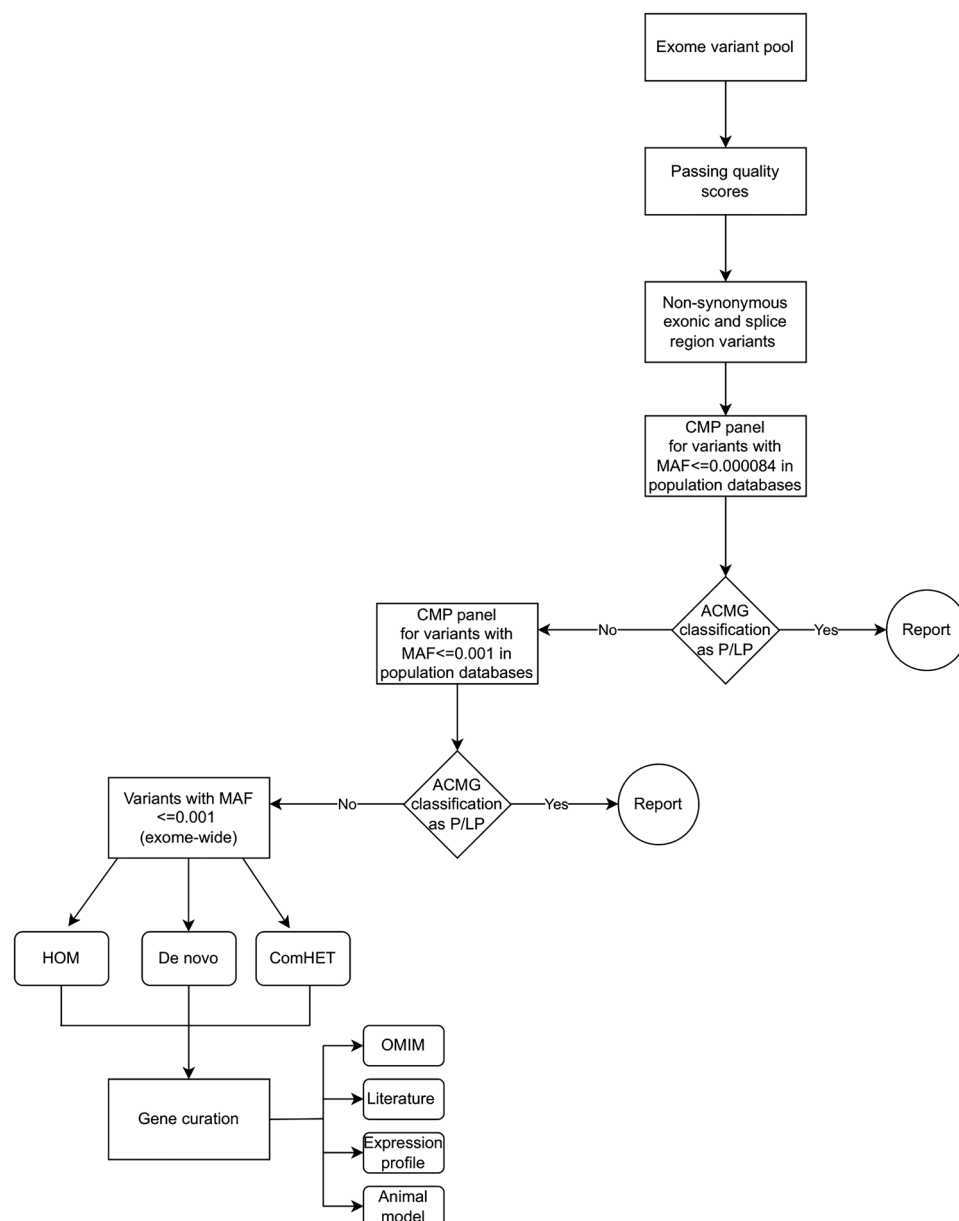 Exome variant pool
Passing quality
scores
Non-synonymous
exonic and splice
region variants
CMP panel
for variants with
MAF<=0.000084 in
population databases
ACMG
classification
as P/LP
No
Yes
Report
CMP panel
for variants with
MAF<=0.001 in
population databases
ACMG
classification
as P/LP
No
Yes
Report
Variants with MAF
<=0.001
(exome-wide)
HOM
De novo
ComHET
Gene curation
OMIM
Literature
Expression
profile
Animal
model